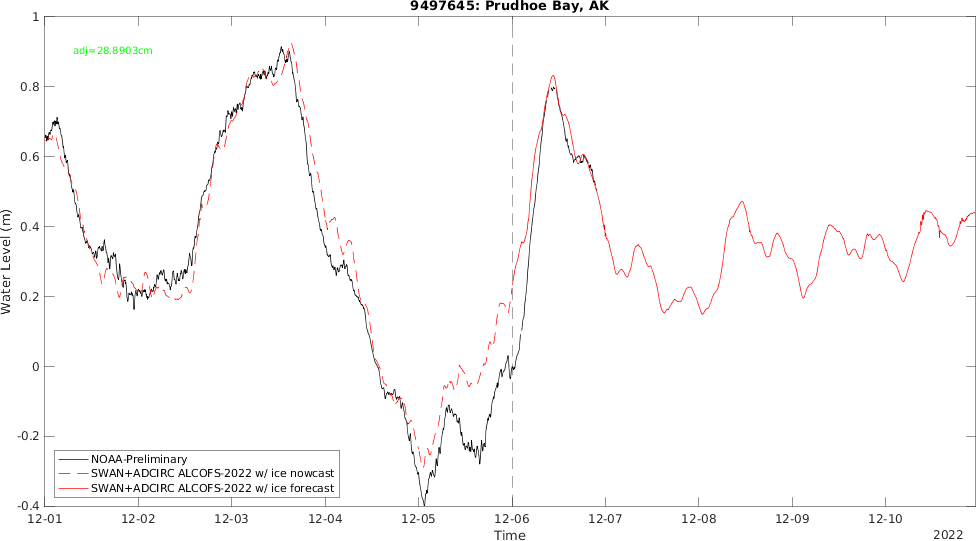 9497645: Prudhoe Bay, AK
adj=28.8903cm
1
0.8
0.6
0.4
0.2
0
-0.2
-0.4
Water Level (m)
NOAA-Preliminary
SWAN+ADCIRC ALCOFS-2022 w/ ice nowcast
SWAN+ADCIRC ALCOFS-2022 w/ ice forecast
12-01 12-02 12-03 12-04 12-05 12-06 12-07 12-08 12-09 12-10
Time
2022